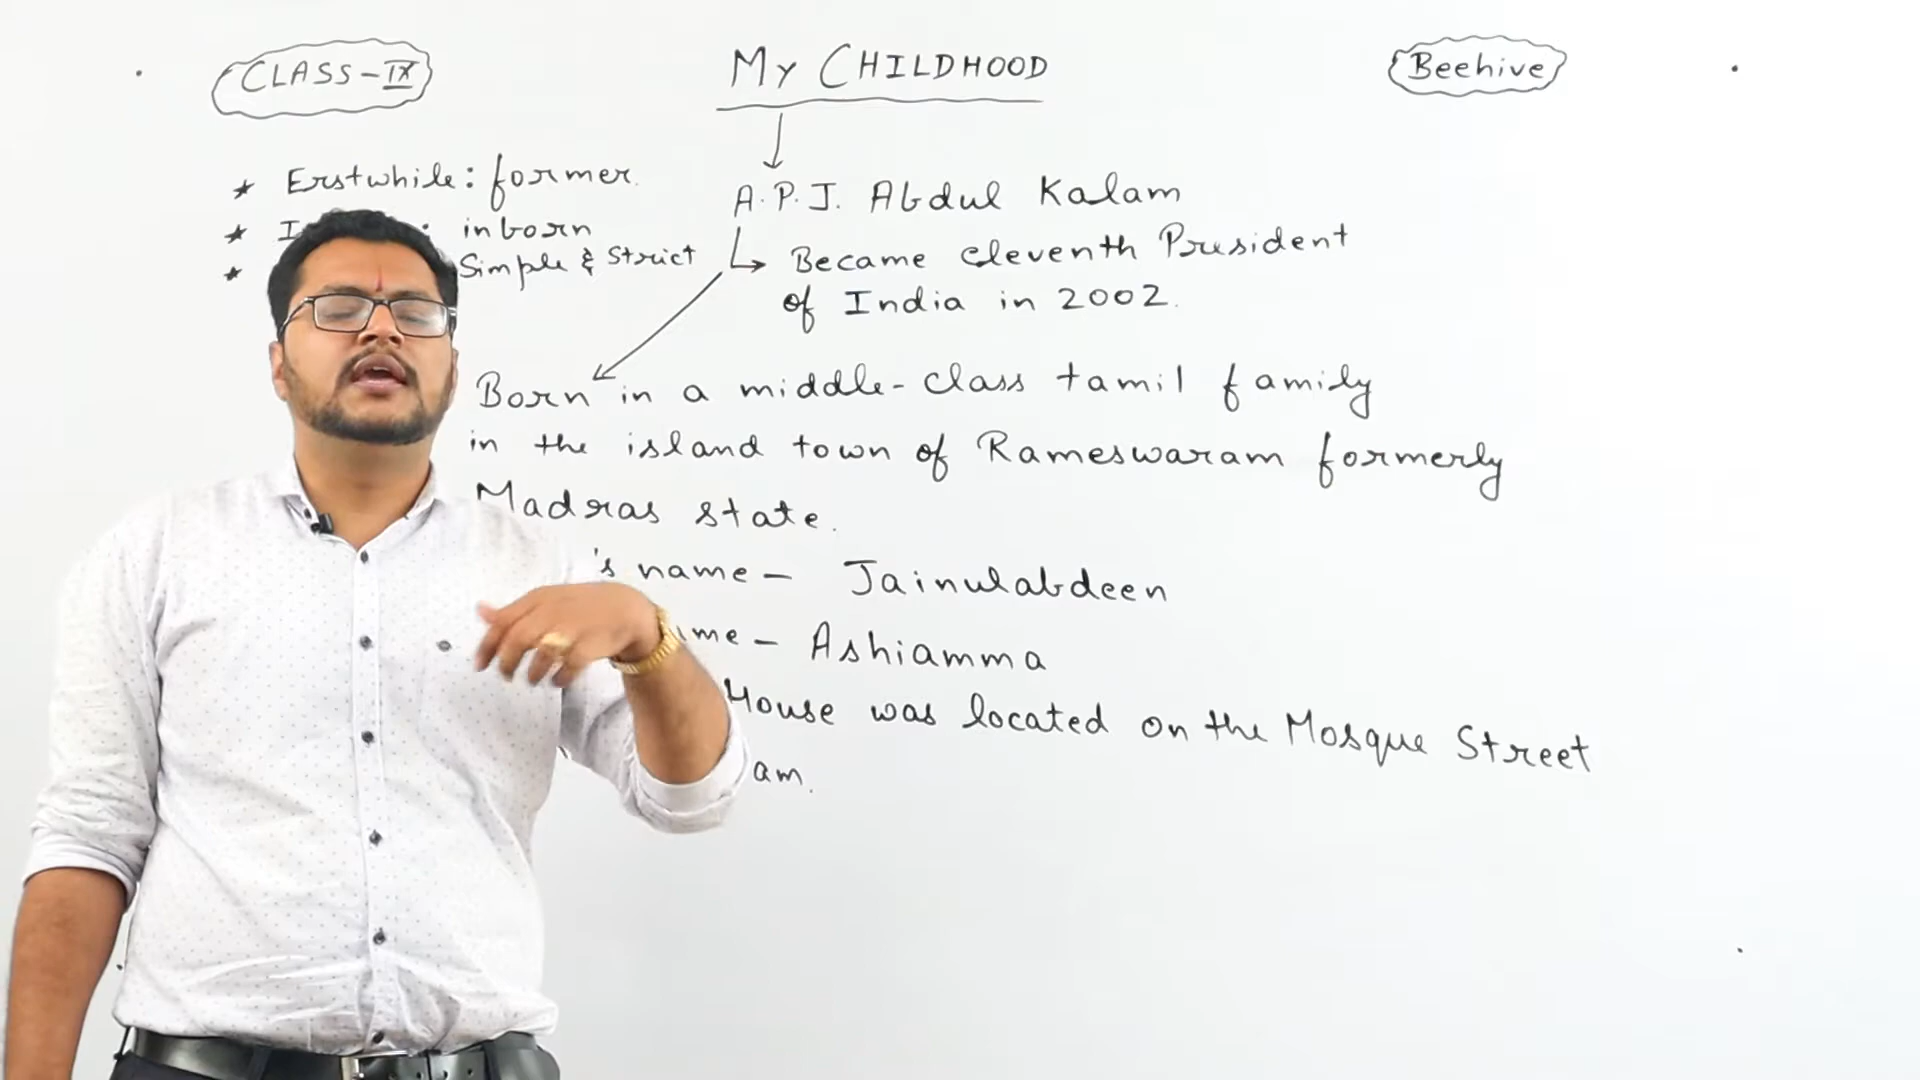 CLASS-IX
MY CHILDHOOD
Beehive
Erstwhile: former.
: inborn
Simple & Strict
A.P.J. Abdul Kalam
Became eleventh President
of India in 2002.
Born in a middle-class tamil family
in the island town of Rameswaram formerly
Madras state.
's name - Jainulabdeen
me - Ashiamma
House was located on the Mosque Street
am.